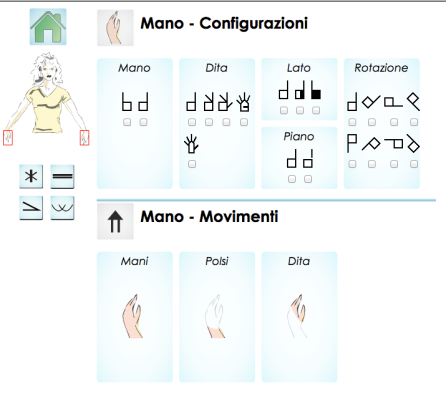 Mano - Configurazioni
Mano
Dita
Lato
Rotazione
Piano
Mano - Movimenti
Mani
Polsi
Dita